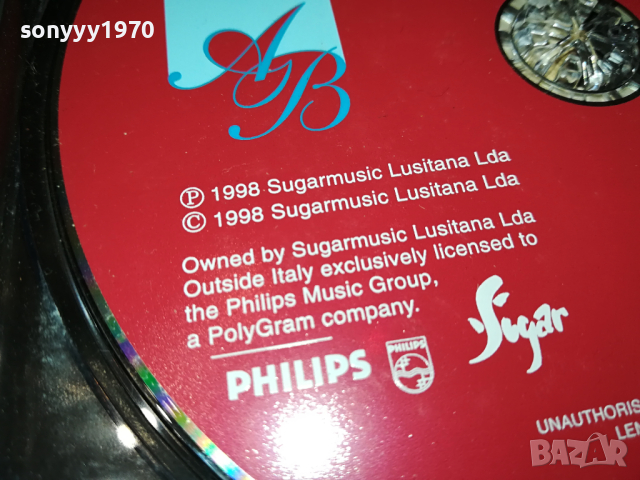 sonyyy1970
AB
Ⓟ 1998 Sugarmusic Lusitana Lda
© 1998 Sugarmusic Lusitana Lda
Owned by Sugarmusic Lusitana Lda
Outside Italy exclusively licensed to
the Philips Music Group,
a PolyGram company.
PHILIPS
PHILIPS
Sugar
UNAUTHORIS
LEN
BAZAR